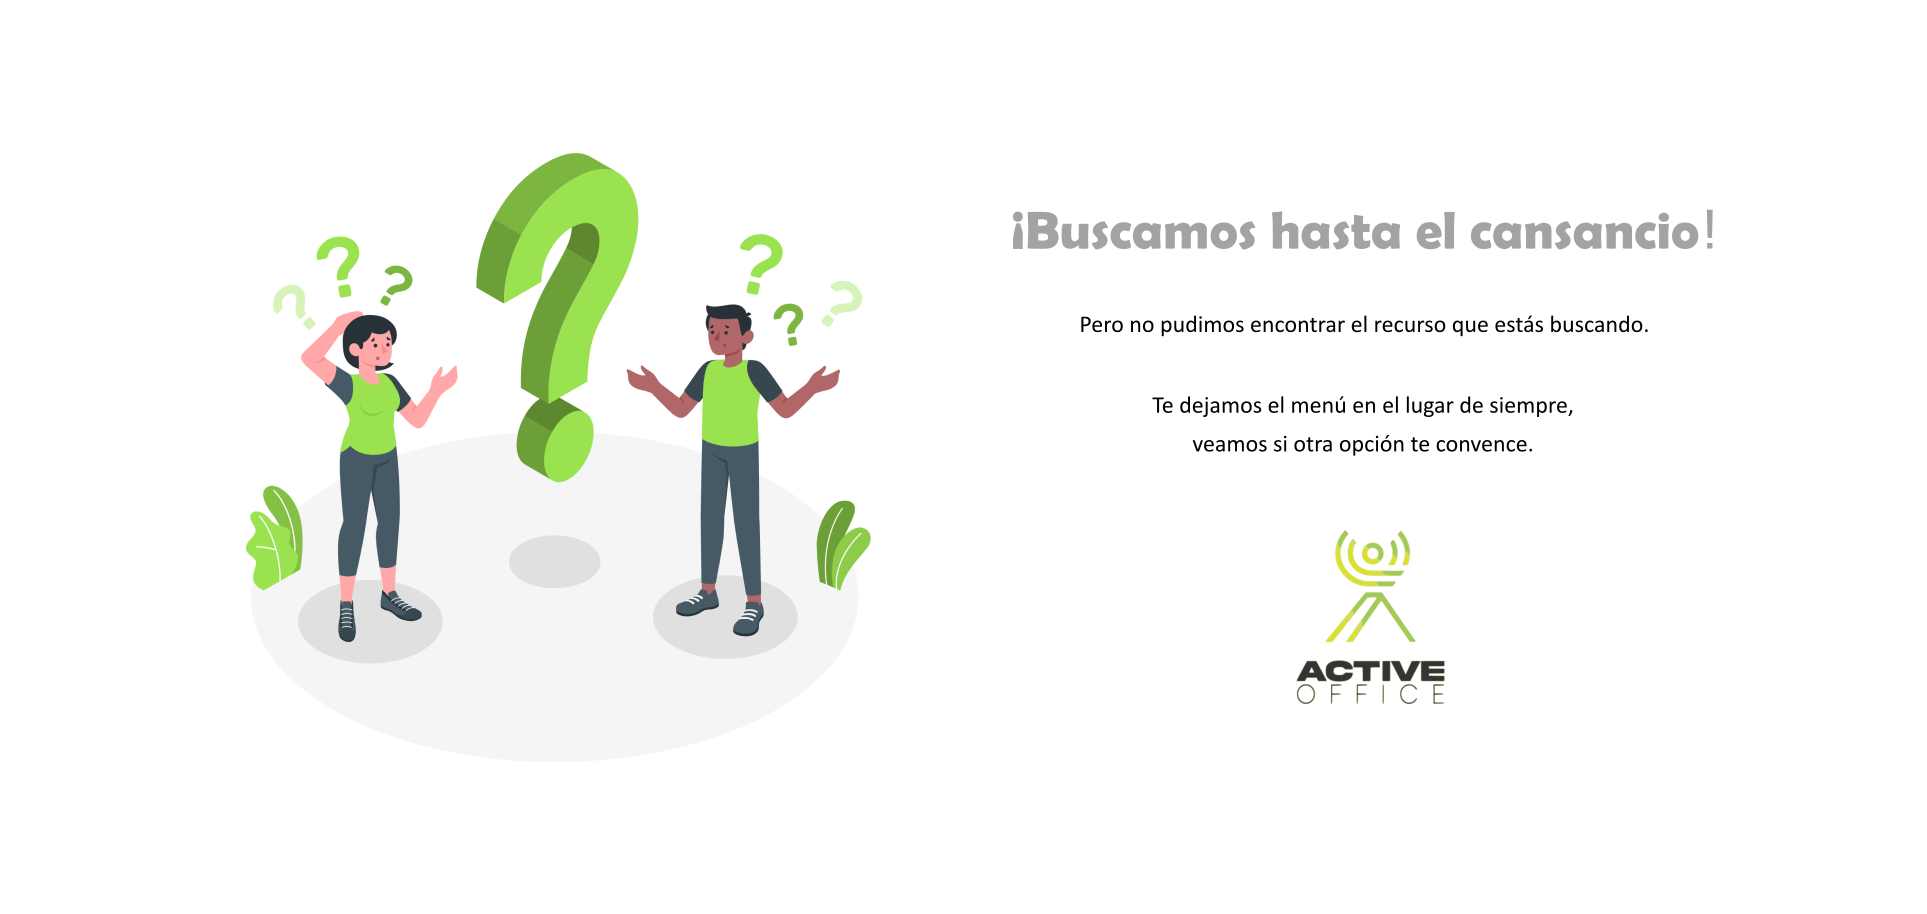 ¡Buscamos hasta el cansancio!
Pero no pudimos encontrar el recurso que estás buscando.
Te dejamos el menú en el lugar de siempre,
veamos si otra opción te convence.
ACTIVE
OFFICE